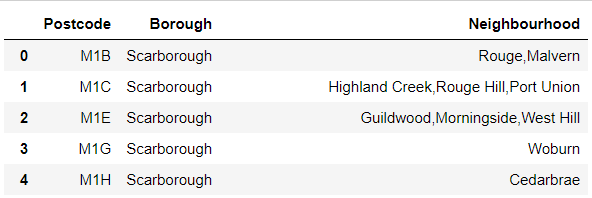 Postcode Borough Neighbourhood
0 M1B Scarborough Rouge,Malvern
1 M1C Scarborough Highland Creek,Rouge Hill,Port Union
2 M1E Scarborough Guildwood,Morningside,West Hill
3 M1G Scarborough Woburn
4 M1H Scarborough Cedarbrae